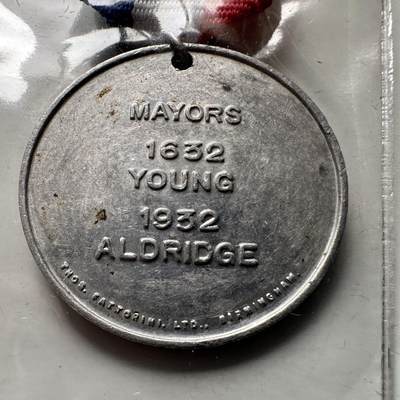 MAYORS
1632
YOUNG
1932
ALDRIDGE
THOS. FATTORINI. LTD., BIRMINGHAM.